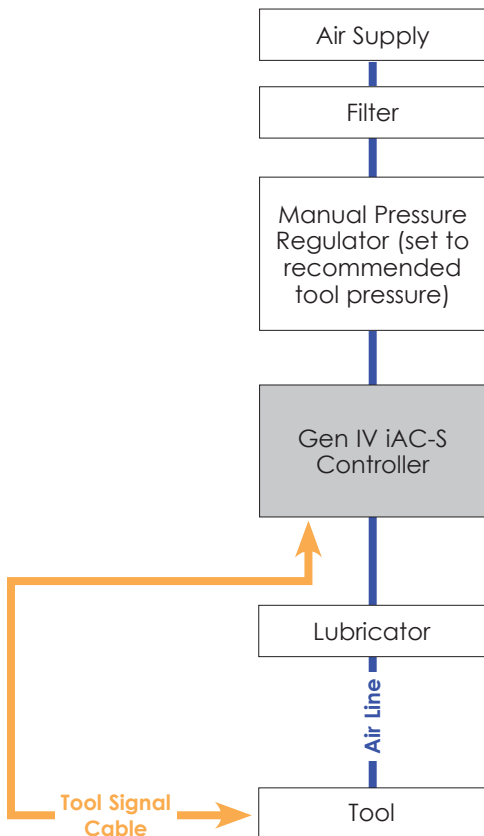 Air Supply
Filter
Manual Pressure
Regulator (set to
recommended
tool pressure)
Gen IV iAC-S
Controller
Lubricator
Air Line
Tool Signal
Cable
Tool